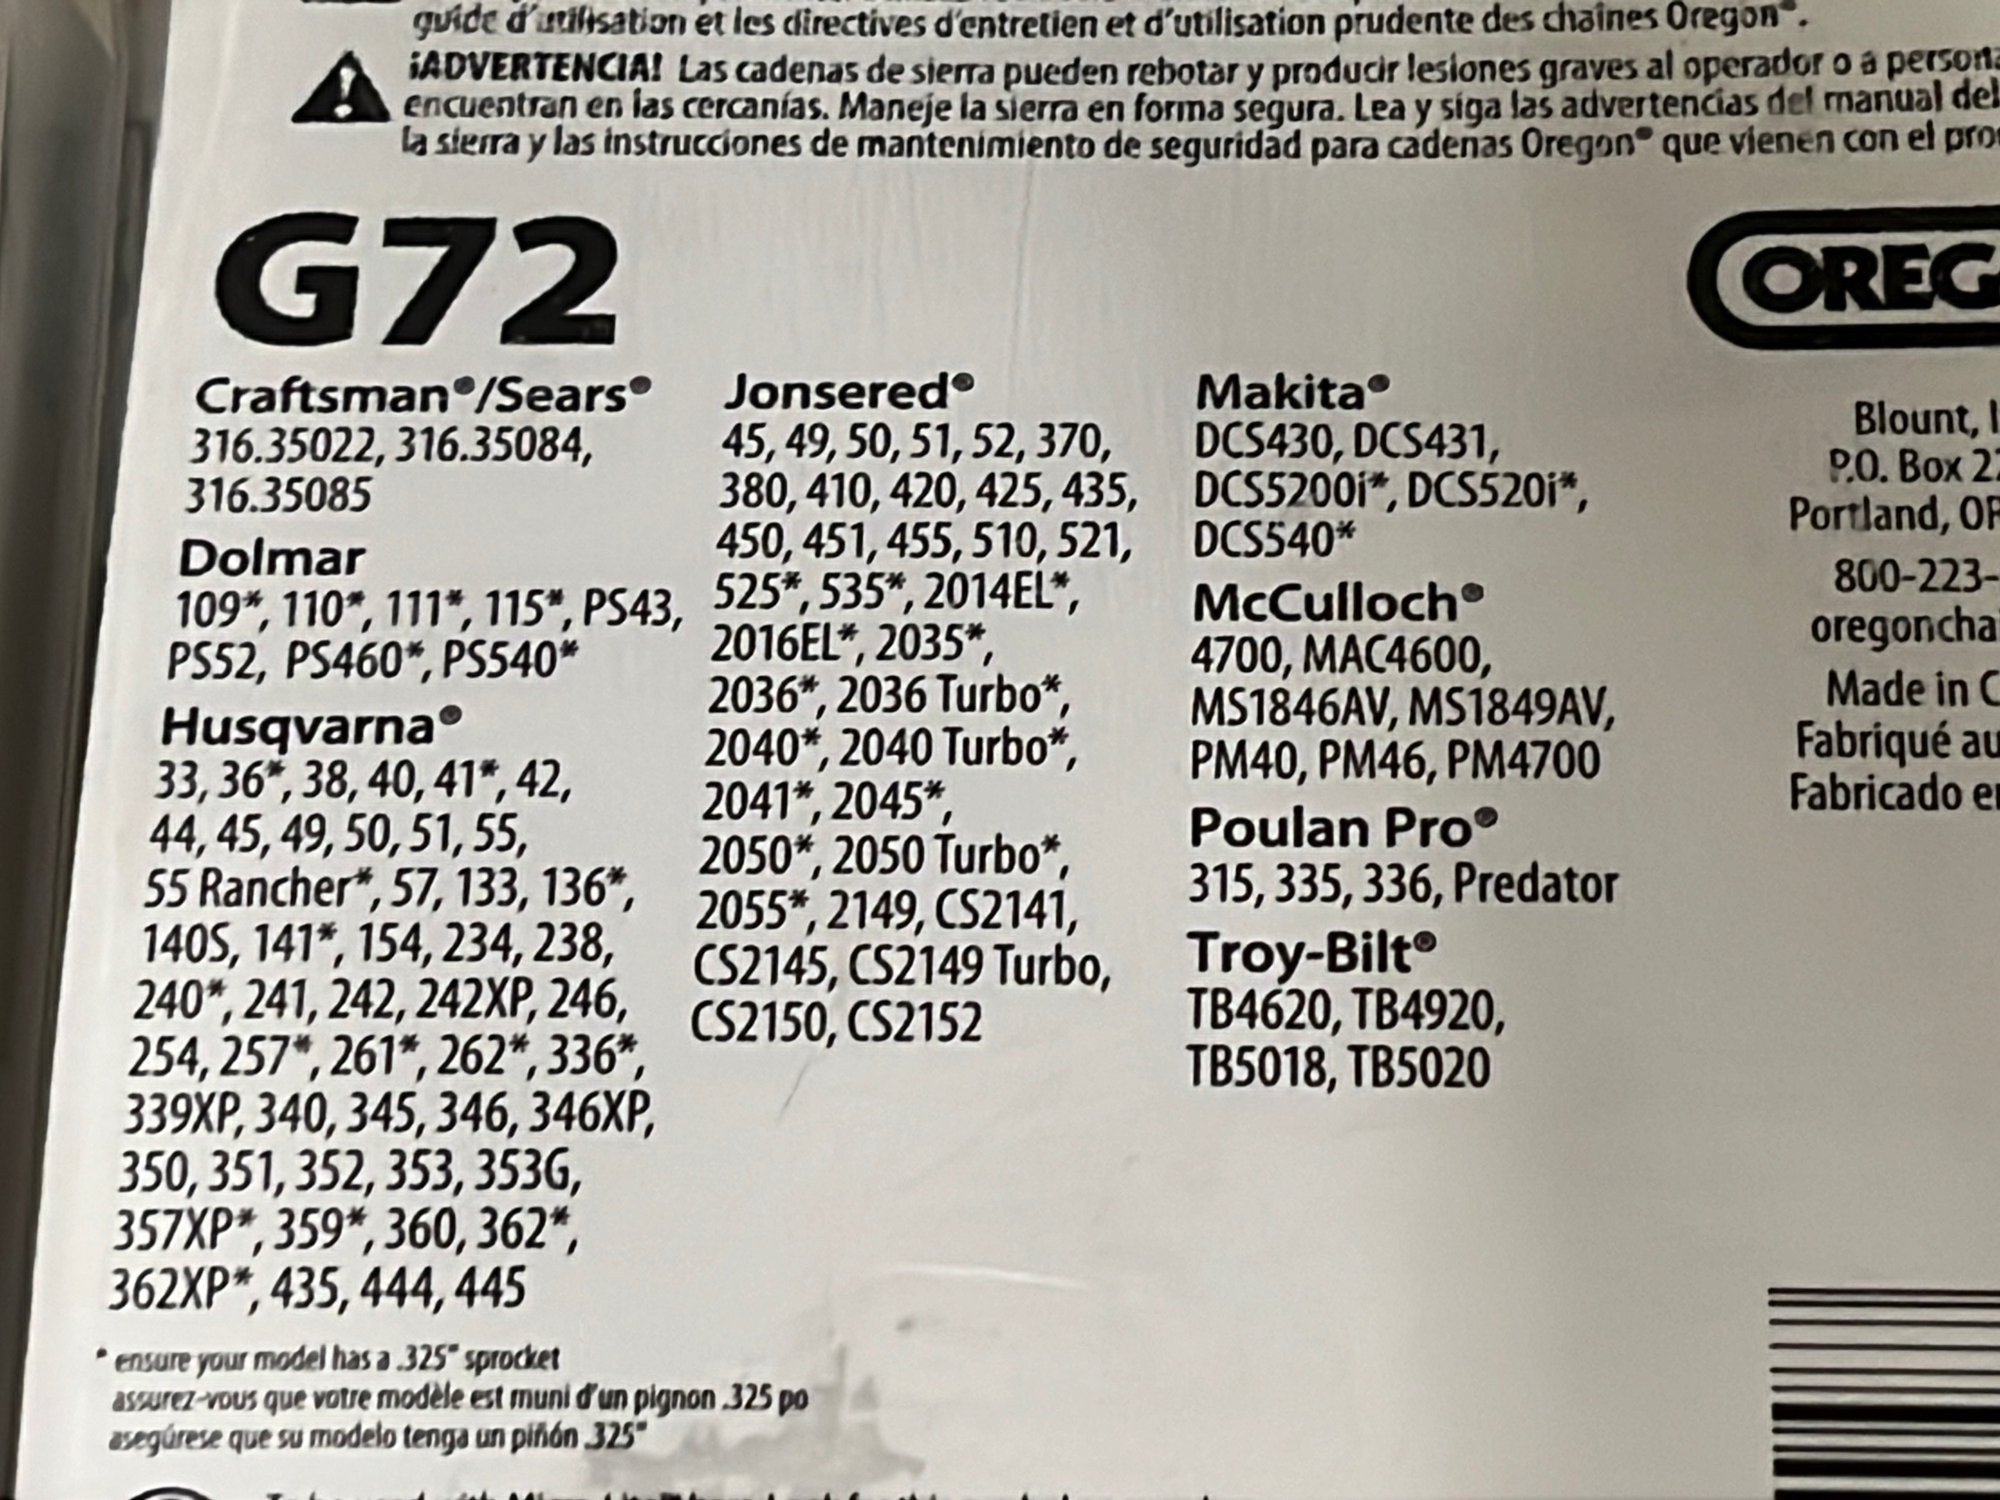 guide d'utilisation et les directives d'entretien et d'utilisation prudente des chaînes Oregon®.
¡ADVERTENCIA! Las cadenas de sierra pueden rebotar y producir lesiones graves al operador o a
encuentran en las cercanías. Maneje la sierra en forma segura. Lea y siga las advertencias del manual del
la sierra y las instrucciones de mantenimiento de seguridad para cadenas Oregon® que vienen con el
G72
OREG
Craftsman®/Sears®
316.35022, 316.35084,
316.35085
Dolmar
109*, 110*, 111*, 115*, PS43,
PS52, PS460*, PS540*
Husqvarna®
33, 36*, 38, 40, 41*, 42,
44, 45, 49, 50, 51, 55,
55 Rancher*, 57, 133, 136*,
140S, 141*, 154, 234, 238,
240*, 241, 242, 242XP, 246,
254, 257*, 261*, 262*, 336*,
339XP, 340, 345, 346, 346XP,
350, 351, 352, 353, 353G,
357XP*, 359*, 360, 362*,
362XP*, 435, 444, 445
* ensure your model has a .325" sprocket
assurez-vous que votre modèle est muni d'un pignon .325 po
asegúrese que su modelo tenga un piñón .325"
Jonsered®
45, 49, 50, 51, 52, 370,
380, 410, 420, 425, 435,
450, 451, 455, 510, 521,
525*, 535*, 2014EL*,
2016EL*, 2035*,
2036*, 2036 Turbo*,
2040*, 2040 Turbo*,
2041*, 2045*,
2050*, 2050 Turbo*,
2055*, 2149, CS2141,
CS2145, CS2149 Turbo,
CS2150, CS2152
Makita®
DCS430, DCS431,
DCS5200i*, DCS520i*,
DCS540*
McCulloch®
4700, MAC4600,
MS1846AV, MS1849AV,
PM40, PM46, PM4700
Poulan Pro®
315, 335, 336, Predator
Troy-Bilt®
TB4620, TB4920,
TB5018, TB5020
Blount,
P.O. Box
Portland,
800-223-
oregoncha
Made in
Fabriqué au
Fabricado